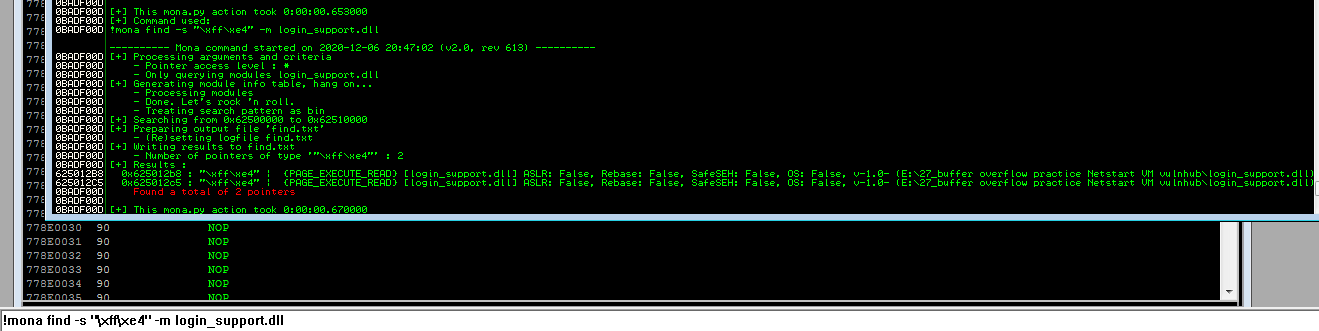 0BADF00D
0BADF00D [+] This mona.py action took 0:00:00.653000
0BADF00D [+] Command used:
0BADF00D !mona find -s "\xff\xe4" -m login_support.dll
---------- Mona command started on 2020-12-06 20:47:02 (v2.0, rev 613) ----------
0BADF00D [+] Processing arguments and criteria
0BADF00D - Pointer access level : *
0BADF00D - Only querying modules login_support.dll
0BADF00D [+] Generating module info table, hang on...
0BADF00D - Processing modules
0BADF00D - Done. Let's rock 'n roll.
0BADF00D - Treating search pattern as bin
0BADF00D [+] Searching from 0x62500000 to 0x62510000
0BADF00D [+] Preparing output file 'find.txt'
0BADF00D - (Re)setting logfile find.txt
0BADF00D [+] Writing results to find.txt
0BADF00D - Number of pointers of type '"\xff\xe4"' : 2
0BADF00D [+] Results :
625012B8 0x625012b8 : "\xff\xe4" | {PAGE_EXECUTE_READ} [login_support.dll] ASLR: False, Rebase: False, SafeSEH: False, OS: False, v-1.0- (E:\27_buffer overflow practice Netstart VM vulnhub\login_support.dll)
625012C5 0x625012c5 : "\xff\xe4" | {PAGE_EXECUTE_READ} [login_support.dll] ASLR: False, Rebase: False, SafeSEH: False, OS: False, v-1.0- (E:\27_buffer overflow practice Netstart VM vulnhub\login_support.dll)
0BADF00D Found a total of 2 pointers
0BADF00D
0BADF00D [+] This mona.py action took 0:00:00.670000
778E0030 90 NOP
778E0031 90 NOP
778E0032 90 NOP
778E0033 90 NOP
778E0034 90 NOP
778E0035 90 NOP
!mona find -s "\xff\xe4" -m login_support.dll